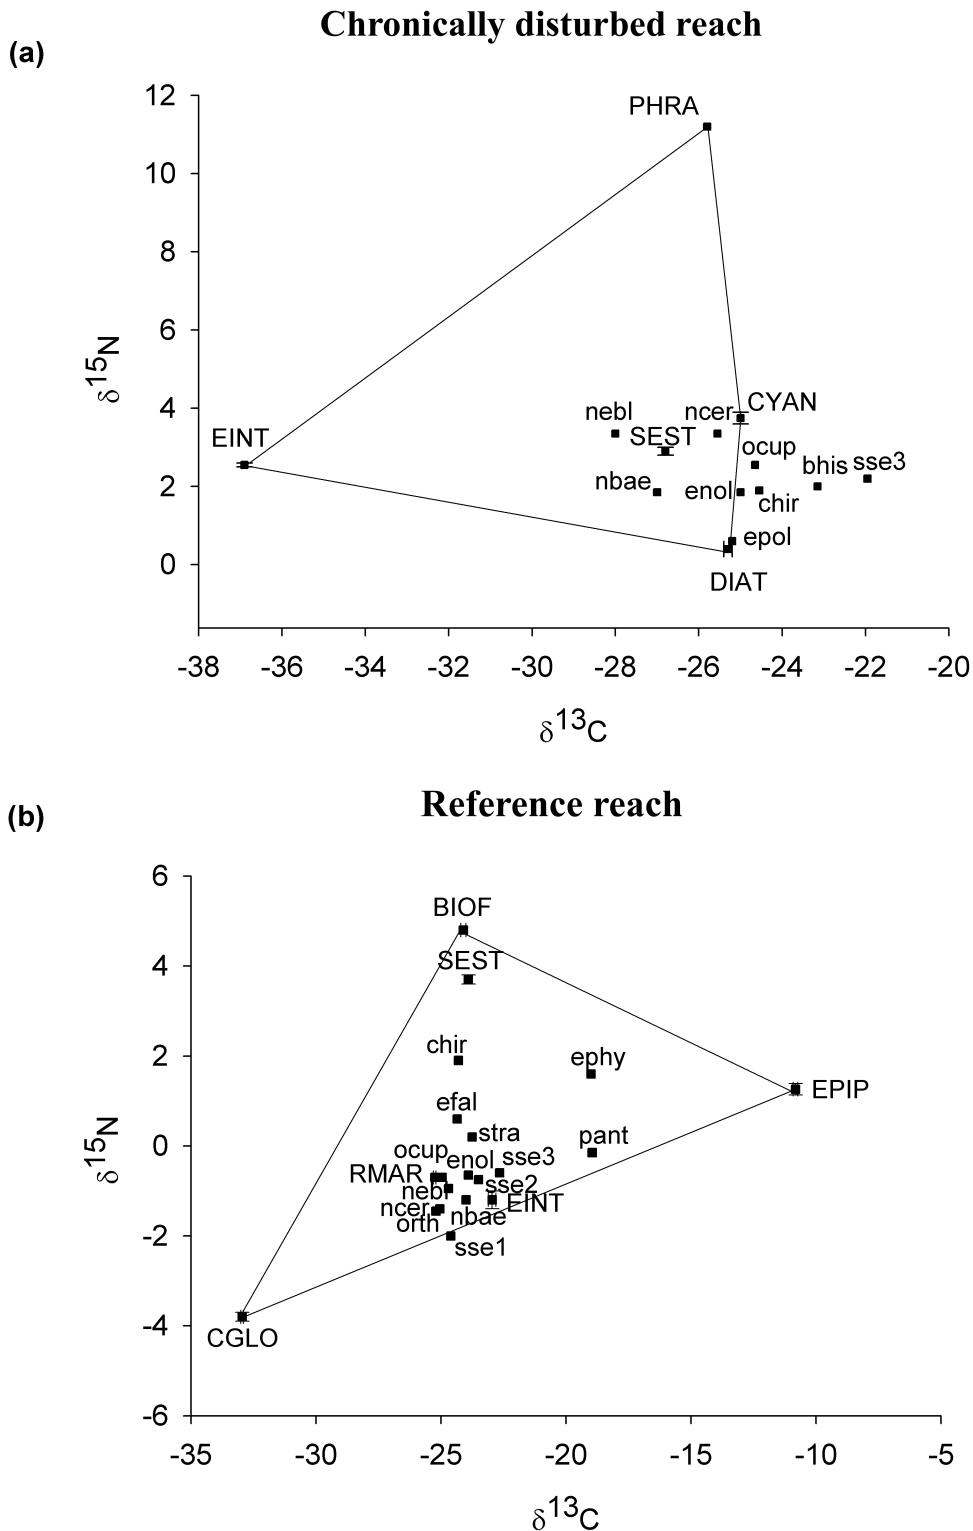 Chronically disturbed reach
(a)
12
10
8
6
4
2
0
δ15N
PHRA
EINT
nebl
ncer
CYAN
SEST
ocup
nbae
enol
bhis
sse3
chir
epol
DIAT
-38
-36
-34
-32
-30
-28
-26
-24
-22
-20
δ13C
Reference reach
(b)
6
4
2
0
-2
-4
-6
δ15N
BIOF
SEST
chir
ephy
EPIP
efal
stra
pant
ocup
enol
sse3
RMAR
nebl
sse2
ncer
nbae
EINT
orth
sse1
CGLO
-35
-30
-25
-20
-15
-10
-5
δ13C